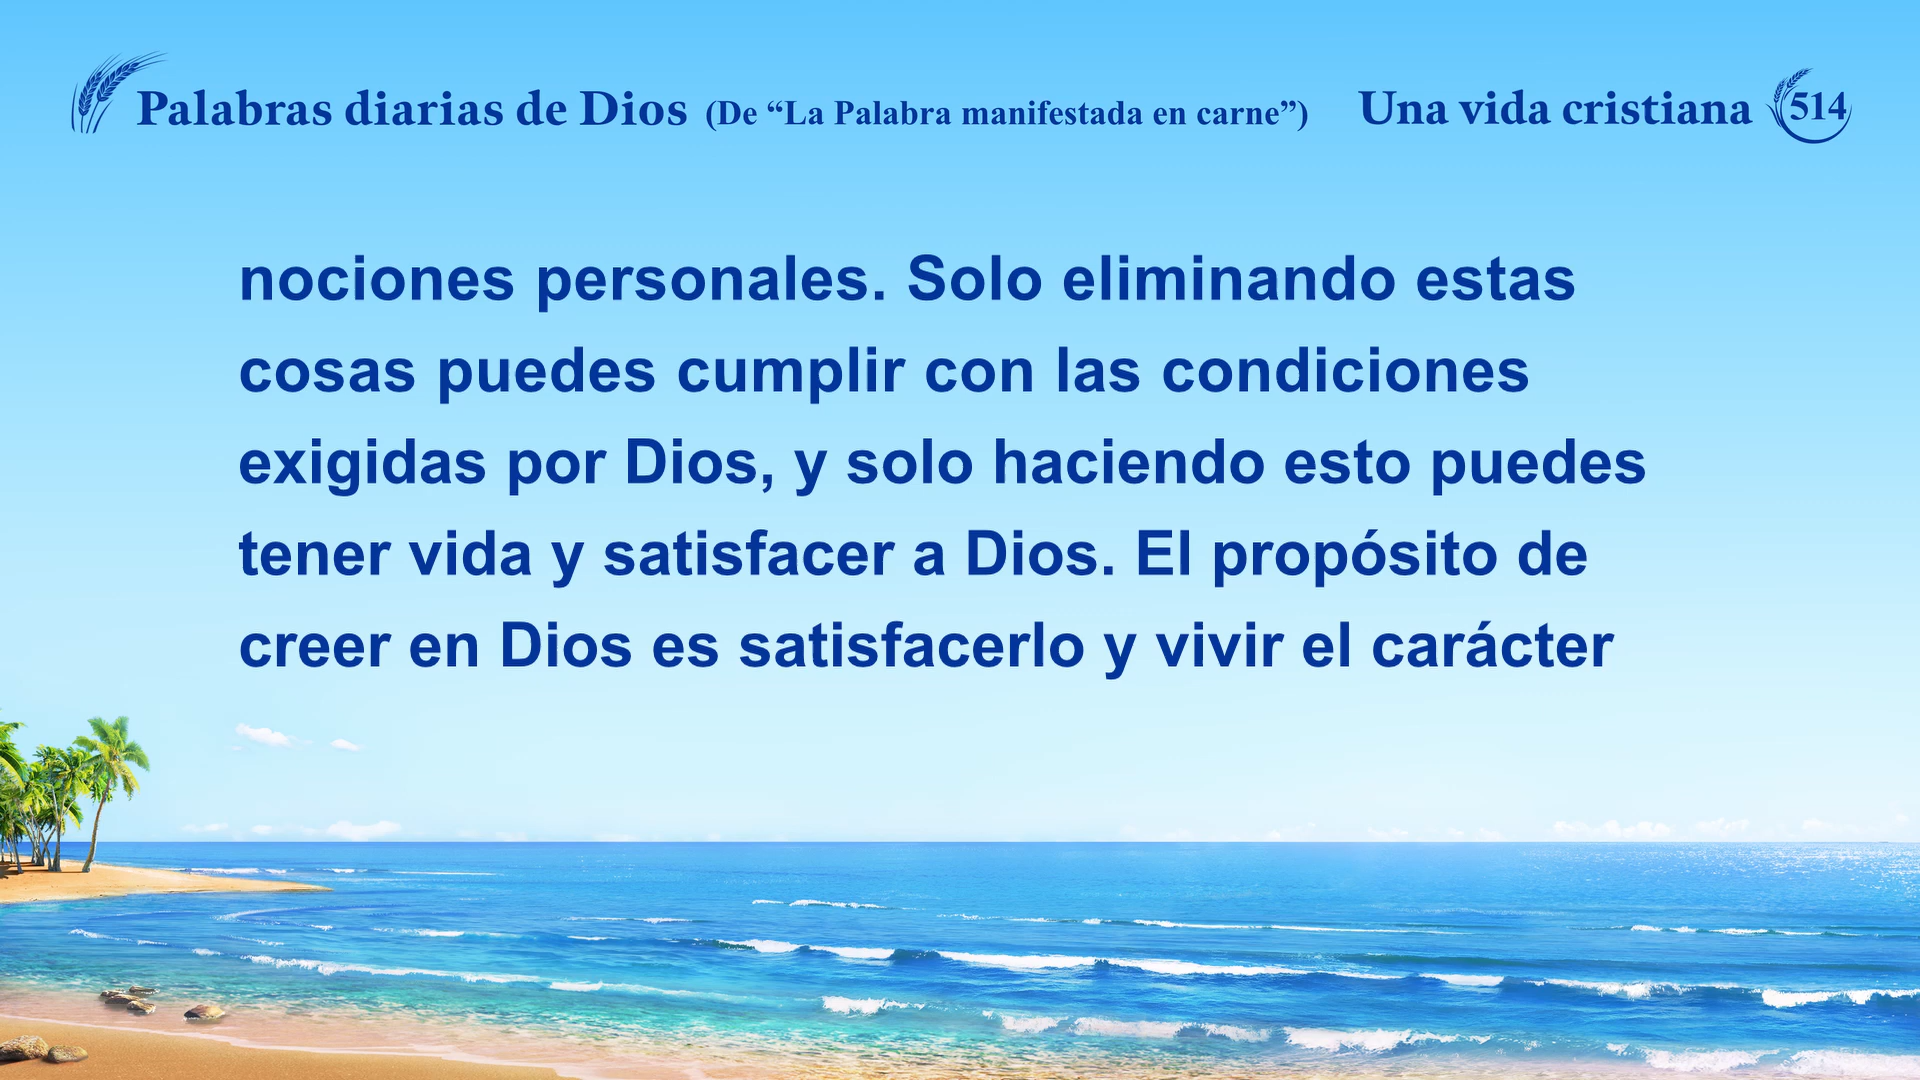 Palabras diarias de Dios (De “La Palabra manifestada en carne”) Una vida cristiana 514
nociones personales. Solo eliminando estas
cosas puedes cumplir con las condiciones
exigidas por Dios, y solo haciendo esto puedes
tener vida y satisfacer a Dios. El propósito de
creer en Dios es satisfacerlo y vivir el carácter